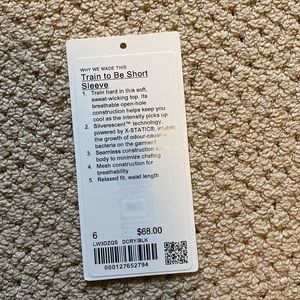 WHY WE MADE THIS
Train to Be Short
Sleeve
1. Train hard in this soft,
sweat-wicking top. Its
breathable open-hole
construction helps keep you
cool as the intensity picks up
2. Silverescent™ technology,
powered by X-STATIC®, inhibits
the growth of odour-causing
bacteria on the garment
3. Seamless construction
body to minimize chafing
4. Mesh construction for
breathability
5. Relaxed fit, waist length
6 $68.00
LW3DZQS DCRY/BLK
000127652794